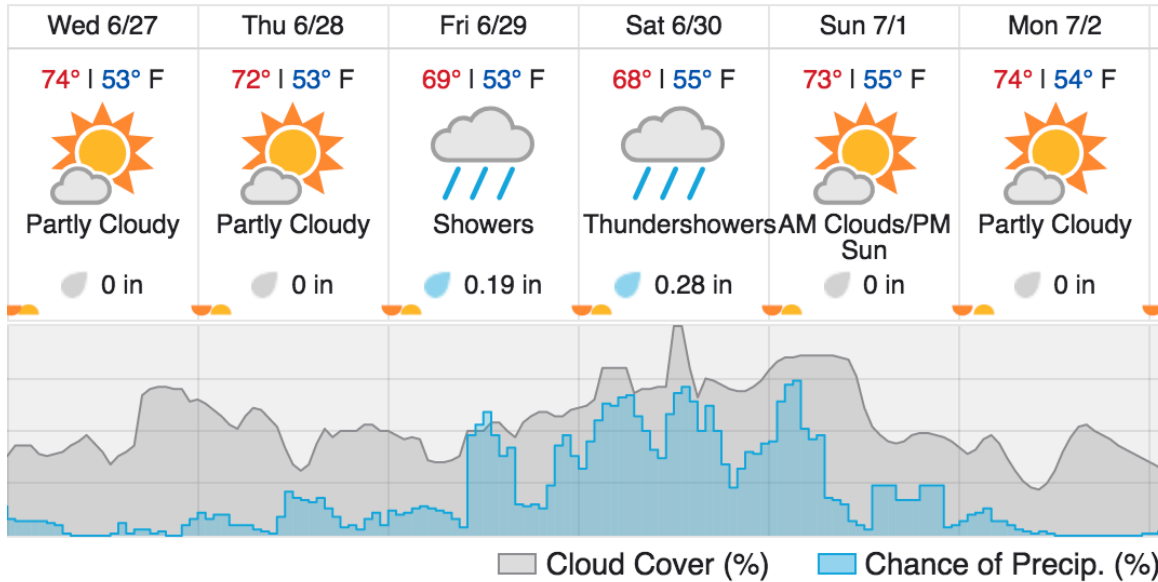 Wed 6/27 Thu 6/28 Fri 6/29 Sat 6/30 Sun 7/1 Mon 7/2
74° | 53° F 72° | 53° F 69° | 53° F 68° | 55° F 73° | 55° F 74° | 54° F
Partly Cloudy Partly Cloudy Showers Thundershowers AM Clouds/PM Partly Cloudy
Sun
0 in 0 in 0.19 in 0.28 in 0 in 0 in
Cloud Cover (%) Chance of Precip. (%)